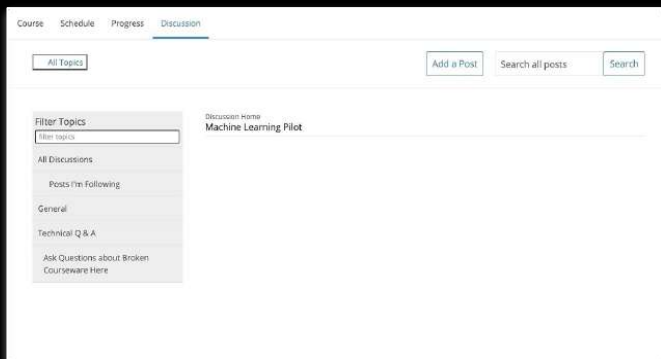 Course Schedule Progress Discussion
All Topics
Add a Post
Search all posts
Search
Filter Topics
filter topics
All Discussions
Posts I'm Following
General
Technical Q & A
Ask Questions about Broken
Courseware Here
Discussion Home
Machine Learning Pilot